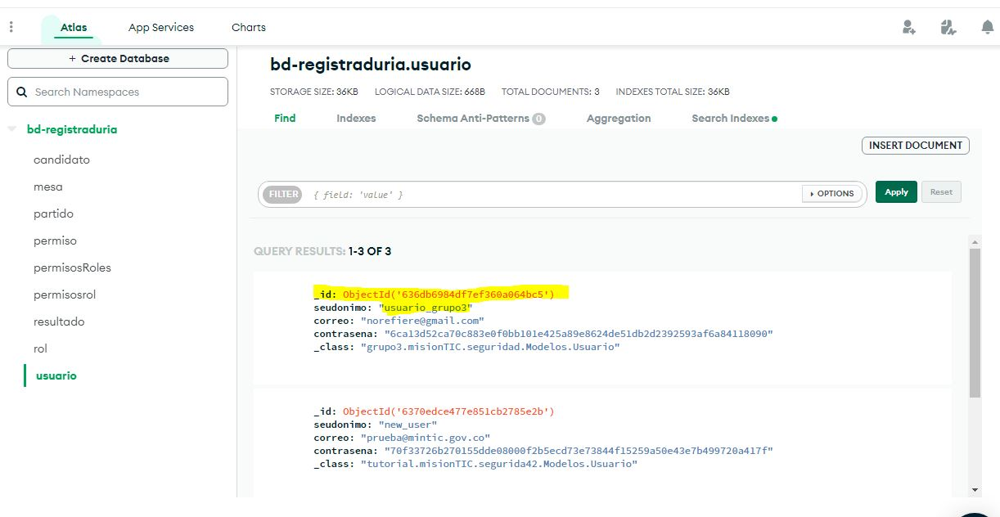 Atlas App Services Charts
+ Create Database
Search Namespaces
bd-registraduria
candidato
mesa
partido
permiso
permisosRoles
permisosrol
resultado
rol
usuario
bd-registraduria.usuario
STORAGE SIZE: 36KB LOGICAL DATA SIZE: 668B TOTAL DOCUMENTS: 3 INDEXES TOTAL SIZE: 36KB
Find Indexes Schema Anti-Patterns 0 Aggregation Search Indexes
INSERT DOCUMENT
FILTER { field: 'value' } OPTIONS Apply Reset
QUERY RESULTS: 1-3 OF 3
_id: ObjectId('636db6984df7ef360a064bc5')
seudonimo: "usuario_grupo3"
correo: "norefiere@gmail.com"
contrasena: "6ca13d52ca70c883e0f0bb101e425a89e8624de51db2d2392593af6a84118090"
_class: "grupo3.misionTIC.seguridad.Modelos.Usuario"
_id: ObjectId('6370edce477e851cb2785e2b')
seudonimo: "new_user"
correo: "prueba@mintic.gov.co"
contrasena: "70f33726b270155dde08000f2b5ecd73e73844f15259a50e43e7b499720a417f"
_class: "tutorial.misionTIC.segurida42.Modelos.Usuario"